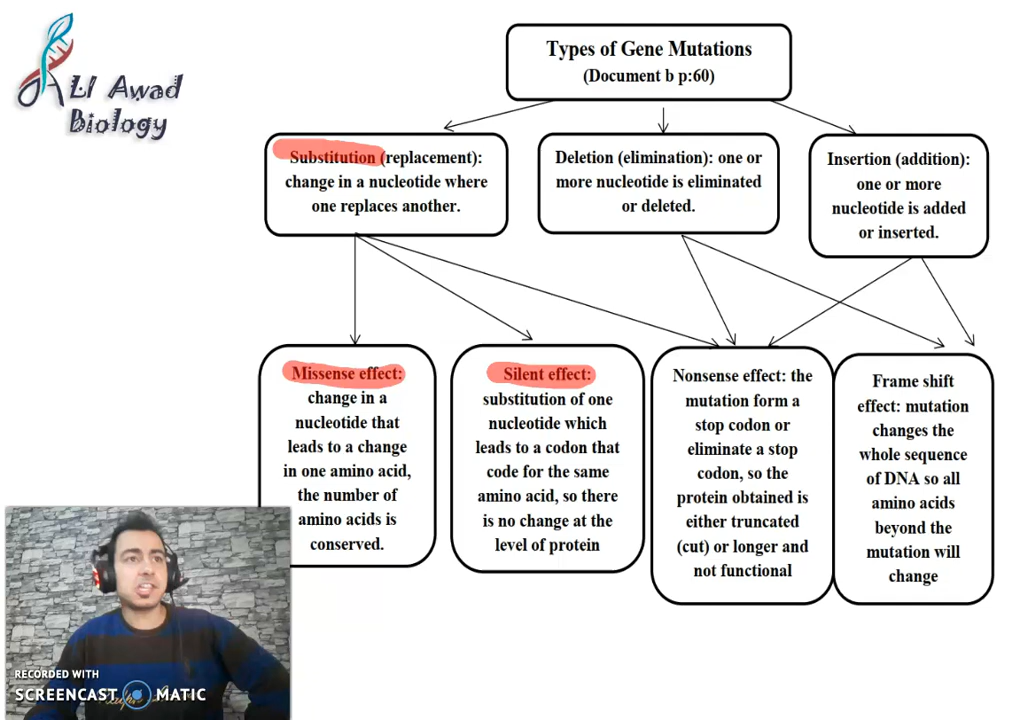 ALI Awad
Biology
Types of Gene Mutations
(Document b p:60)
Substitution (replacement):
change in a nucleotide where
one replaces another.
Deletion (elimination): one or
more nucleotide is eliminated
or deleted.
Insertion (addition):
one or more
nucleotide is added
or inserted.
Missense effect:
change in a
nucleotide that
leads to a change
in one amino acid,
the number of
amino acids is
conserved.
Silent effect:
substitution of one
nucleotide which
leads to a codon that
code for the same
amino acid, so there
is no change at the
level of protein
Nonsense effect: the
mutation form a
stop codon or
eliminate a stop
codon, so the
protein obtained is
either truncated
(cut) or longer and
not functional
Frame shift
effect: mutation
changes the
whole sequence
of DNA so all
amino acids
beyond the
mutation will
change
RECORDED WITH
SCREENCAST MATIC